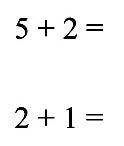 5 + 2 =
2 + 1 =